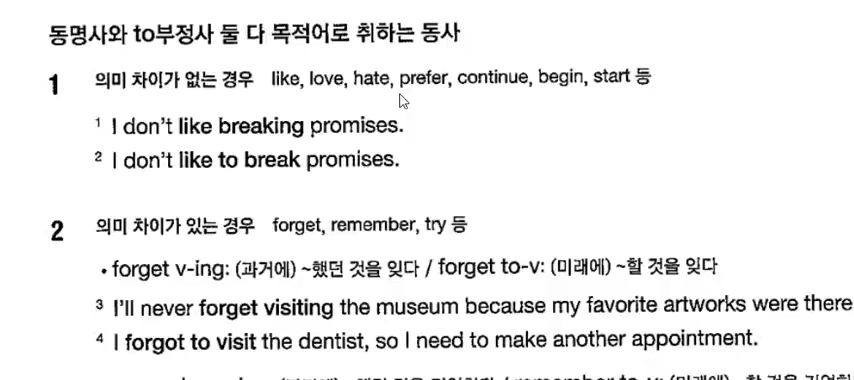 동명사와 to부정사 둘 다 목적어로 취하는 동사
1 의미 차이가 없는 경우 like, love, hate, prefer, continue, begin, start 등
1 I don't like breaking promises.
2 I don't like to break promises.
2 의미 차이가 있는 경우 forget, remember, try 등
• forget v-ing: (과거에) ~했던 것을 잊다 / forget to-v: (미래에) ~할 것을 잊다
3 I'll never forget visiting the museum because my favorite artworks were there
4 I forgot to visit the dentist, so I need to make another appointment.